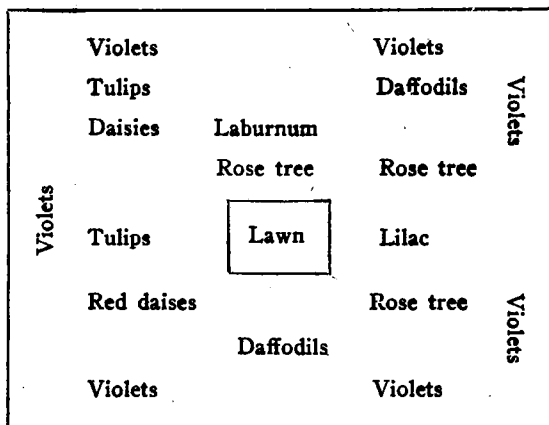 Violets Violets
Tulips Daffodils
Violets
Daisies Laburnum
Rose tree Rose tree
Violets
Tulips Lawn Lilac
Red daises Rose tree
Violets
Daffodils
Violets Violets